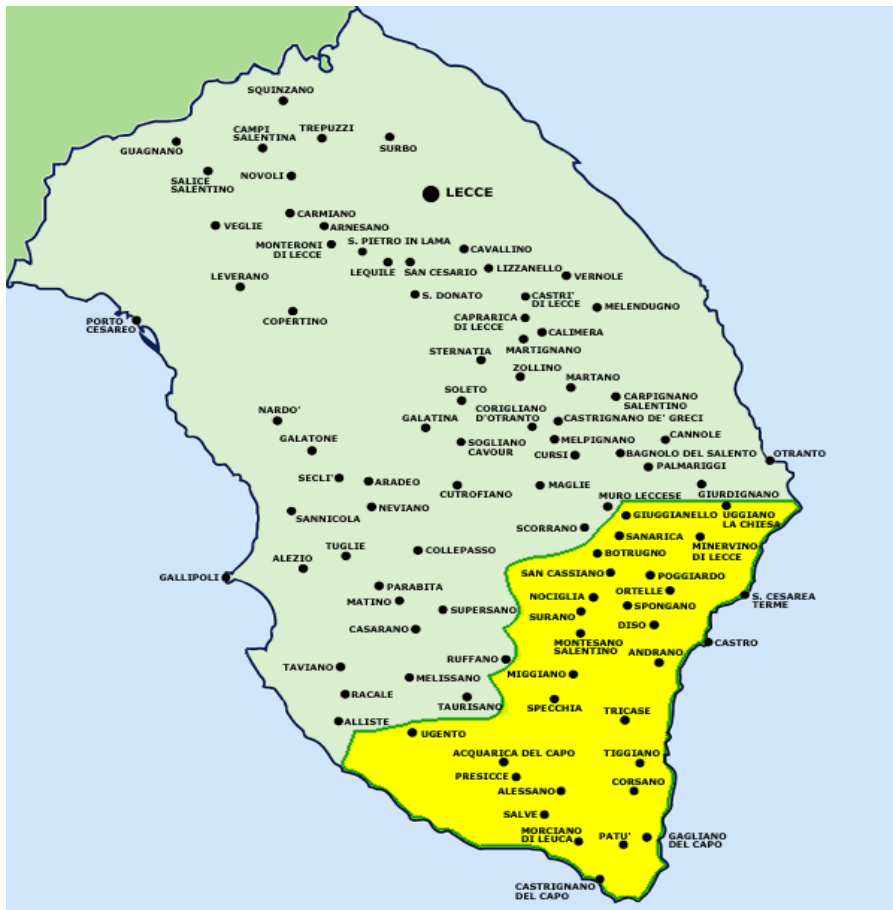 SQUINZANO
CAMPI
SALENTINA
TREPUZZI
GUAGNANO
SURBO
SALICE
SALENTINO
NOVOLI
LECCE
CARMIANO
VEGLIE
ARNESANO
MONTERONI
DI LECCE
S. PIETRO IN LAMA
CAVALLINO
LEQUILE
SAN CESARIO
LIZZANELLO
VERNOLE
LEVERANO
S. DONATO
CASTRI'
DI LECCE
MELENDUGNO
PORTO
CESAREO
COPERTINO
CAPRARICA
DI LECCE
CALIMERA
STERNATIA
MARTIGNANO
ZOLLINO
MARTANO
SOLETO
CARPIGNANO
SALENTINO
NARDO'
GALATINA
CORIGLIANO
D'OTRANTO
CASTRIGNANO DE' GRECI
GALATONE
SOGLIANO
CAVOUR
MELPIGNANO
CANNOLE
CURSI
BAGNOLO DEL SALENTO
OTRANTO
PALMARIGGI
SECLI'
ARADEO
CUTROFIANO
MAGLIE
MURO LECCESE
GIURDIGNANO
SANNICOLA
NEVIANO
GIUGGIANELLO
UGGIANO
LA CHIESA
SCORRANO
SANARICA
MINERVINO
DI LECCE
TUGLIE
COLLEPASSO
BOTRUGNO
ALEZIO
GALLIPOLI
SAN CASSIANO
POGGIARDO
PARABITA
ORTELLE
S. CESAREA
TERME
MATINO
NOCIGLIA
SPONGANO
SUPERSANO
SURANO
DISO
CASARANO
MONTESANO
SALENTINO
CASTRO
RUFFANO
ANDRANO
TAVIANO
MIGGIANO
MELISSANO
RACALE
TAURISANO
SPECCHIA
TRICASE
ALLISTE
UGENTO
ACQUARICA DEL CAPO
TIGGIANO
PRESICCE
ALESSANO
CORSANO
SALVE
MORCIANO
DI LEUCA
PATU'
GAGLIANO
DEL CAPO
CASTRIGNANO
DEL CAPO